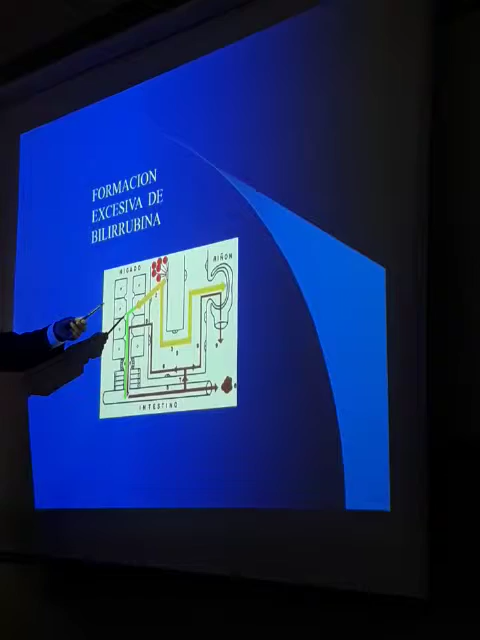 FORMACION
EXCESIVA DE
BILIRRUBINA
HIGADO
RIÑON
INTESTINO